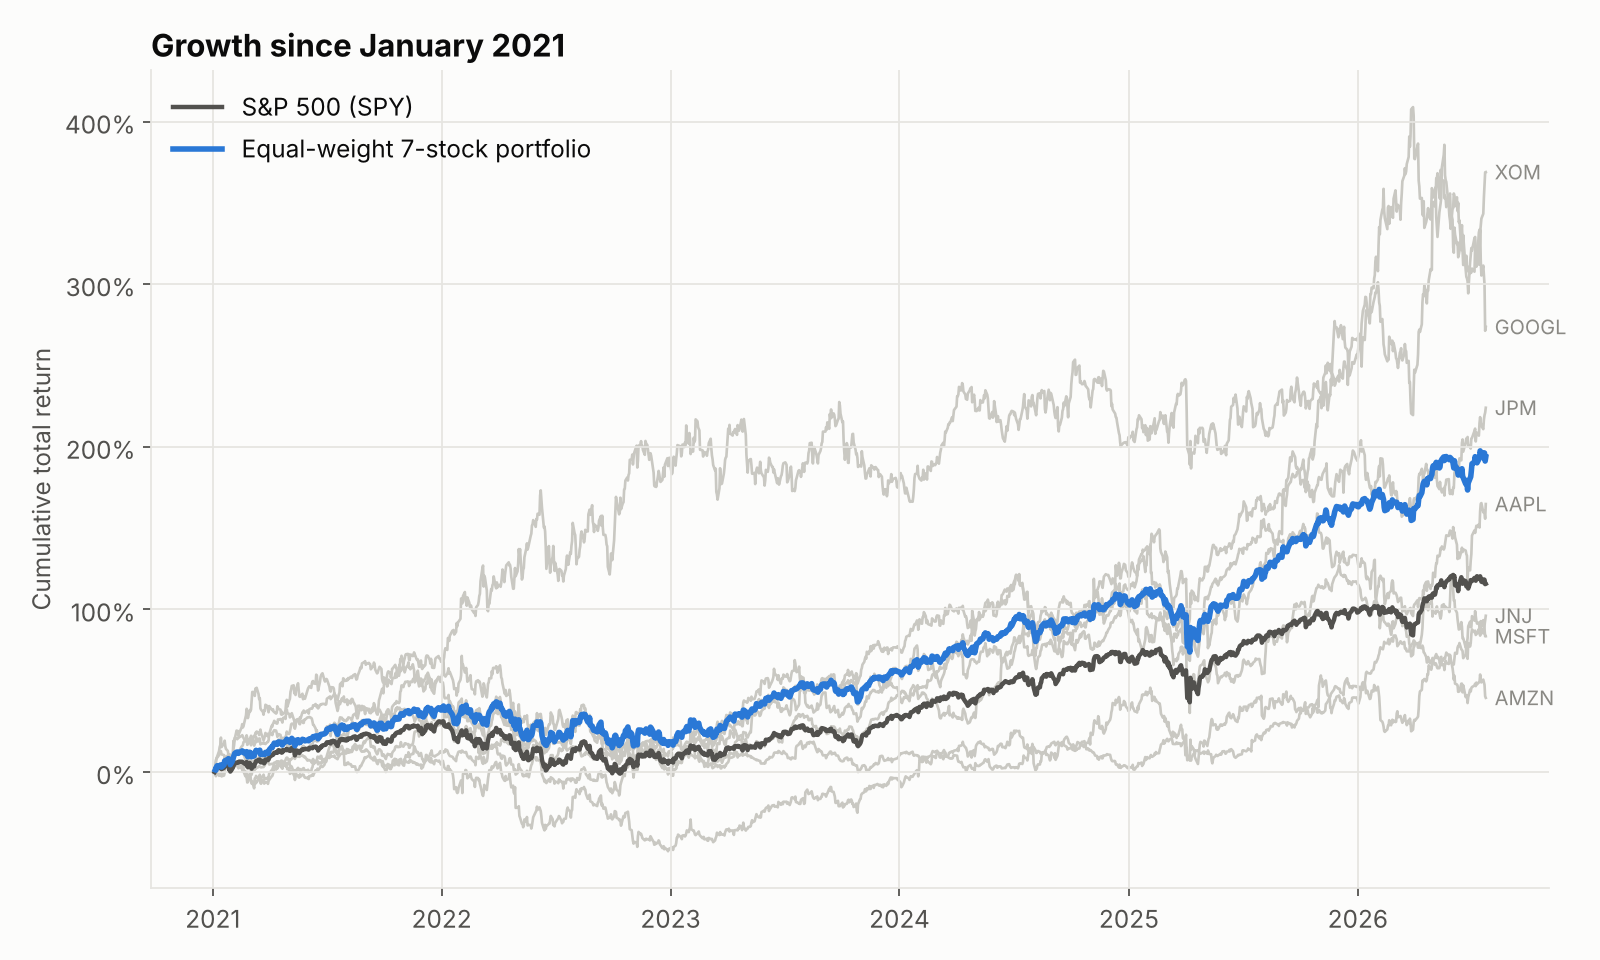 Growth since January 2021
S&P 500 (SPY)
Equal-weight 7-stock portfolio
Cumulative total return
400%
300%
200%
100%
0%
XOM
GOOGL
JPM
AAPL
JNJ
MSFT
AMZN
2021
2022
2023
2024
2025
2026